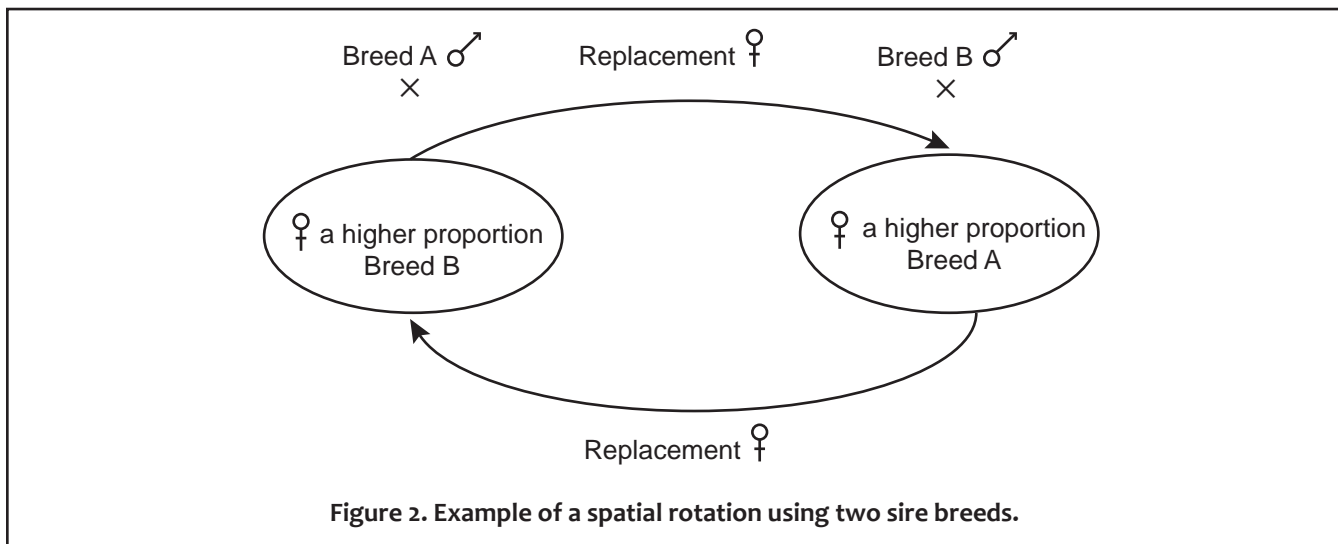 Breed A ♂
×
Replacement ♀
Breed B ♂
×
♀ a higher proportion
Breed B
♀ a higher proportion
Breed A
Replacement ♀
Figure 2. Example of a spatial rotation using two sire breeds.